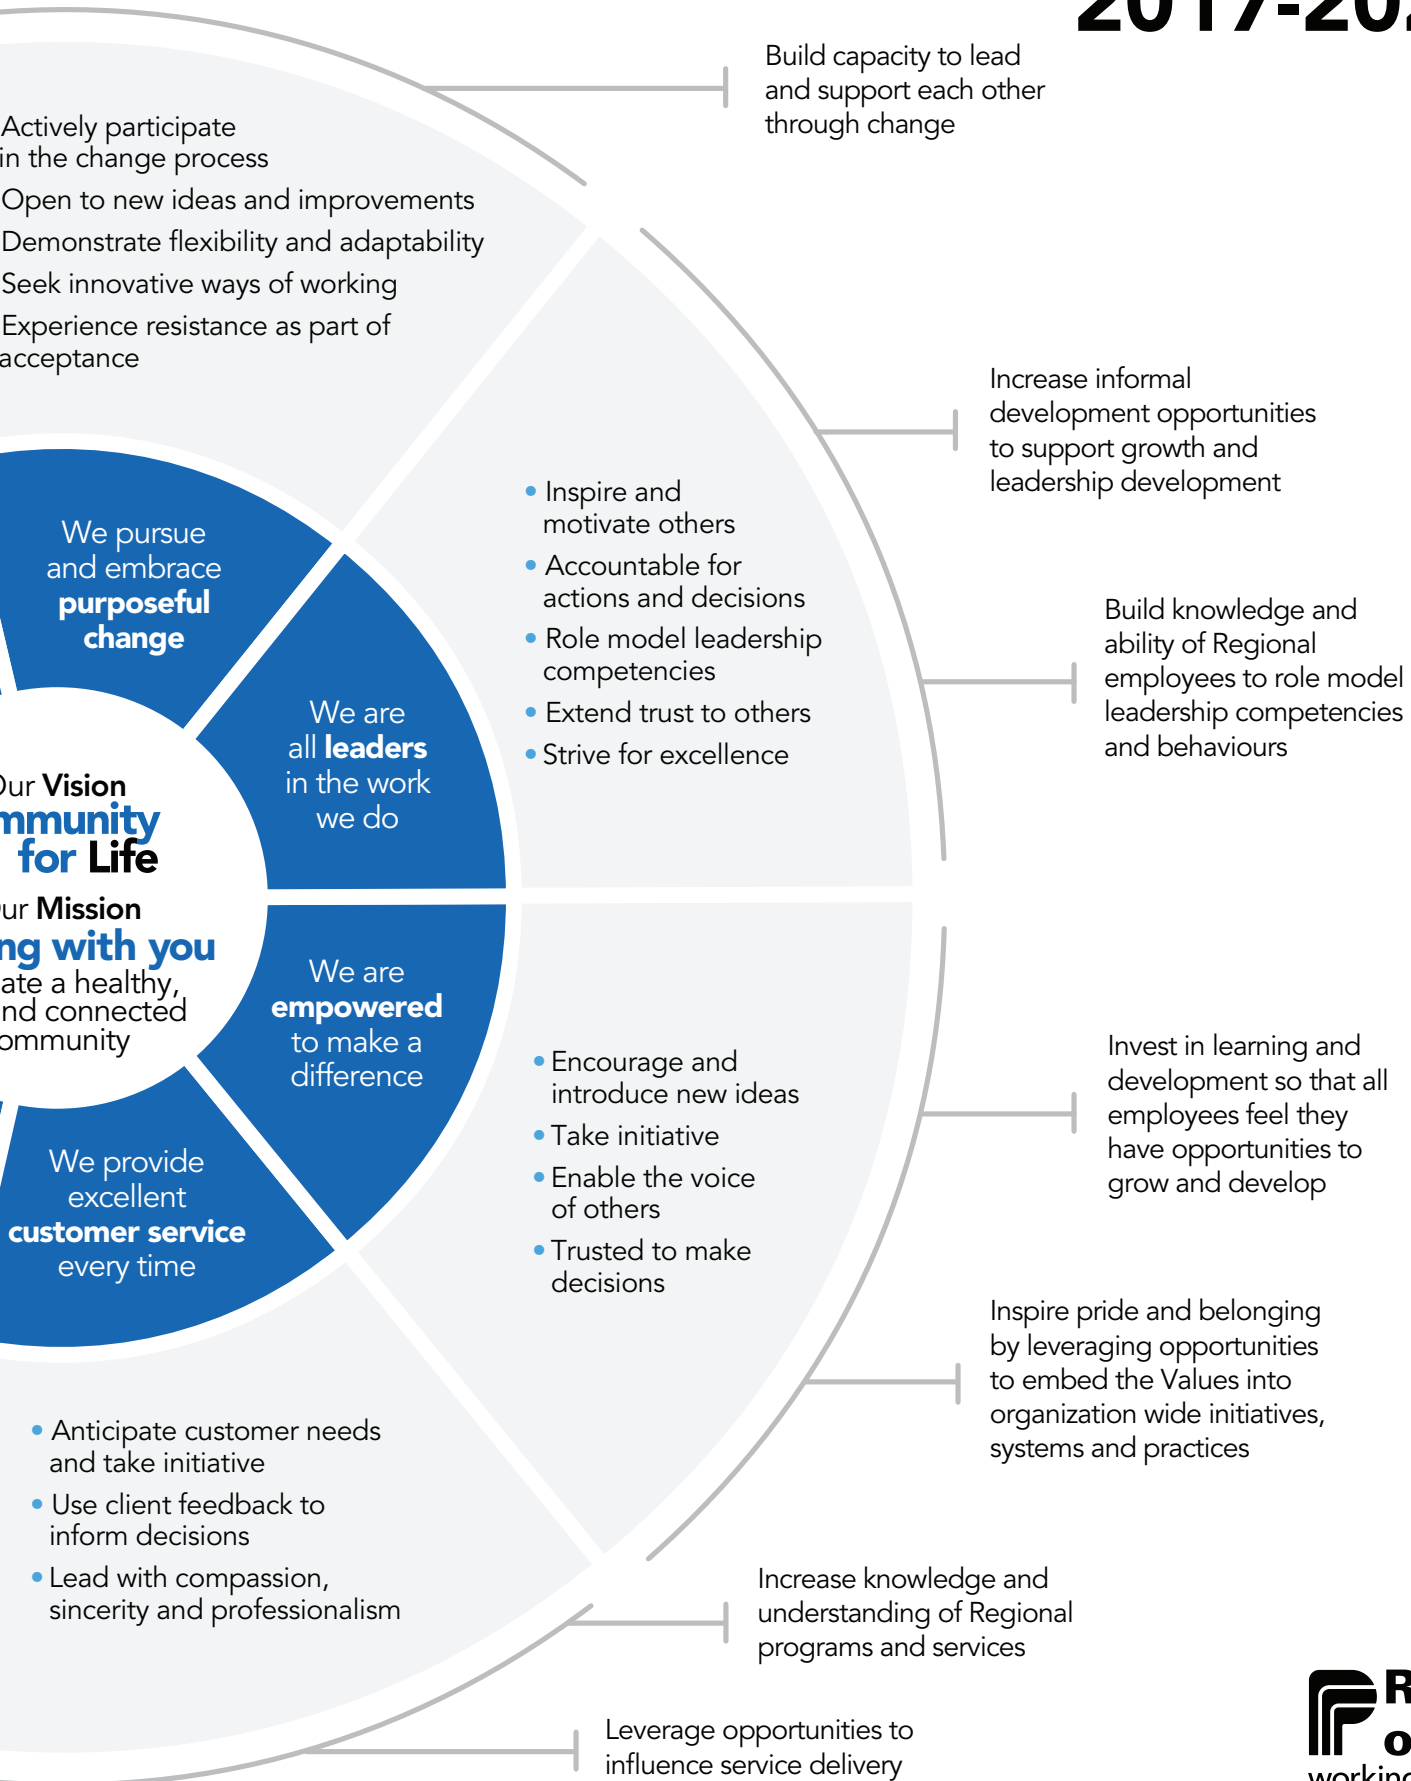 2017-202
Build capacity to lead
and support each other
through change
Actively participate
in the change process
Open to new ideas and improvements
Demonstrate flexibility and adaptability
Seek innovative ways of working
Experience resistance as part of
acceptance
Increase informal
development opportunities
to support growth and
leadership development
• Inspire and
motivate others
• Accountable for
actions and decisions
• Role model leadership
competencies
• Extend trust to others
• Strive for excellence
We pursue
and embrace
purposeful
change
Build knowledge and
ability of Regional
employees to role model
leadership competencies
and behaviours
We are
all leaders
in the work
we do
Our Vision
mmunity
for Life
ur Mission
ng with you
ate a healthy,
nd connected
ommunity
We are
empowered
to make a
difference
• Encourage and
introduce new ideas
• Take initiative
• Enable the voice
of others
• Trusted to make
decisions
Invest in learning and
development so that all
employees feel they
have opportunities to
grow and develop
We provide
excellent
customer service
every time
Inspire pride and belonging
by leveraging opportunities
to embed the Values into
organization wide initiatives,
systems and practices
• Anticipate customer needs
and take initiative
• Use client feedback to
inform decisions
• Lead with compassion,
sincerity and professionalism
Increase knowledge and
understanding of Regional
programs and services
Leverage opportunities to
influence service delivery
R
o
working